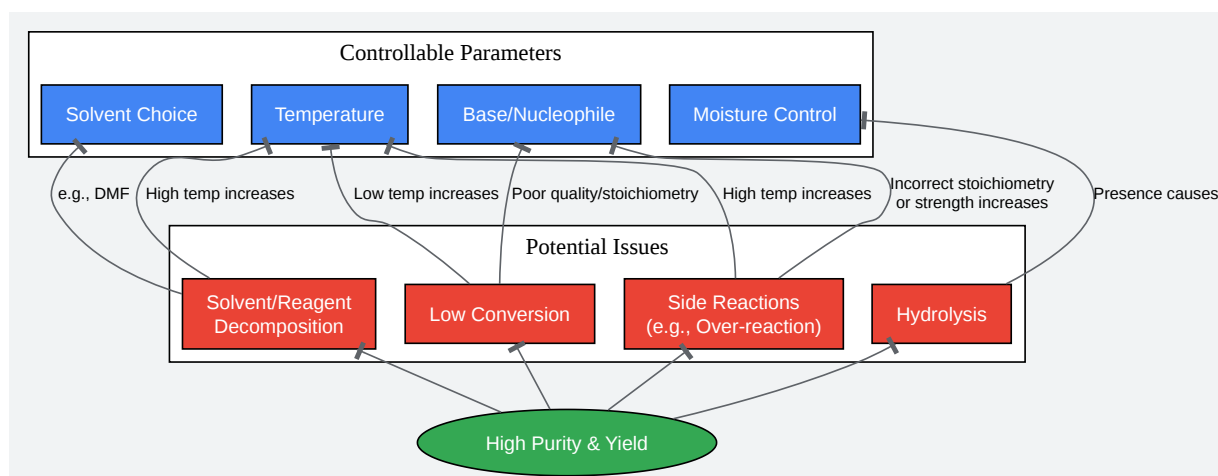 Controllable Parameters
Solvent Choice
Temperature
Base/Nucleophile
Moisture Control
e.g., DMF
High temp increases
Low temp increases
Poor quality/stoichiometry
High temp increases
Incorrect stoichiometry
or strength increases
Presence causes
Potential Issues
Solvent/Reagent
Decomposition
Low Conversion
Side Reactions
(e.g., Over-reaction)
Hydrolysis
High Purity & Yield